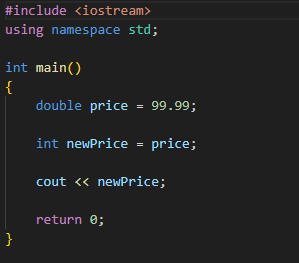 #include <iostream>
using namespace std;
int main()
{
    double price = 99.99;
    int newPrice = price;
    cout << newPrice;
    return 0;
}